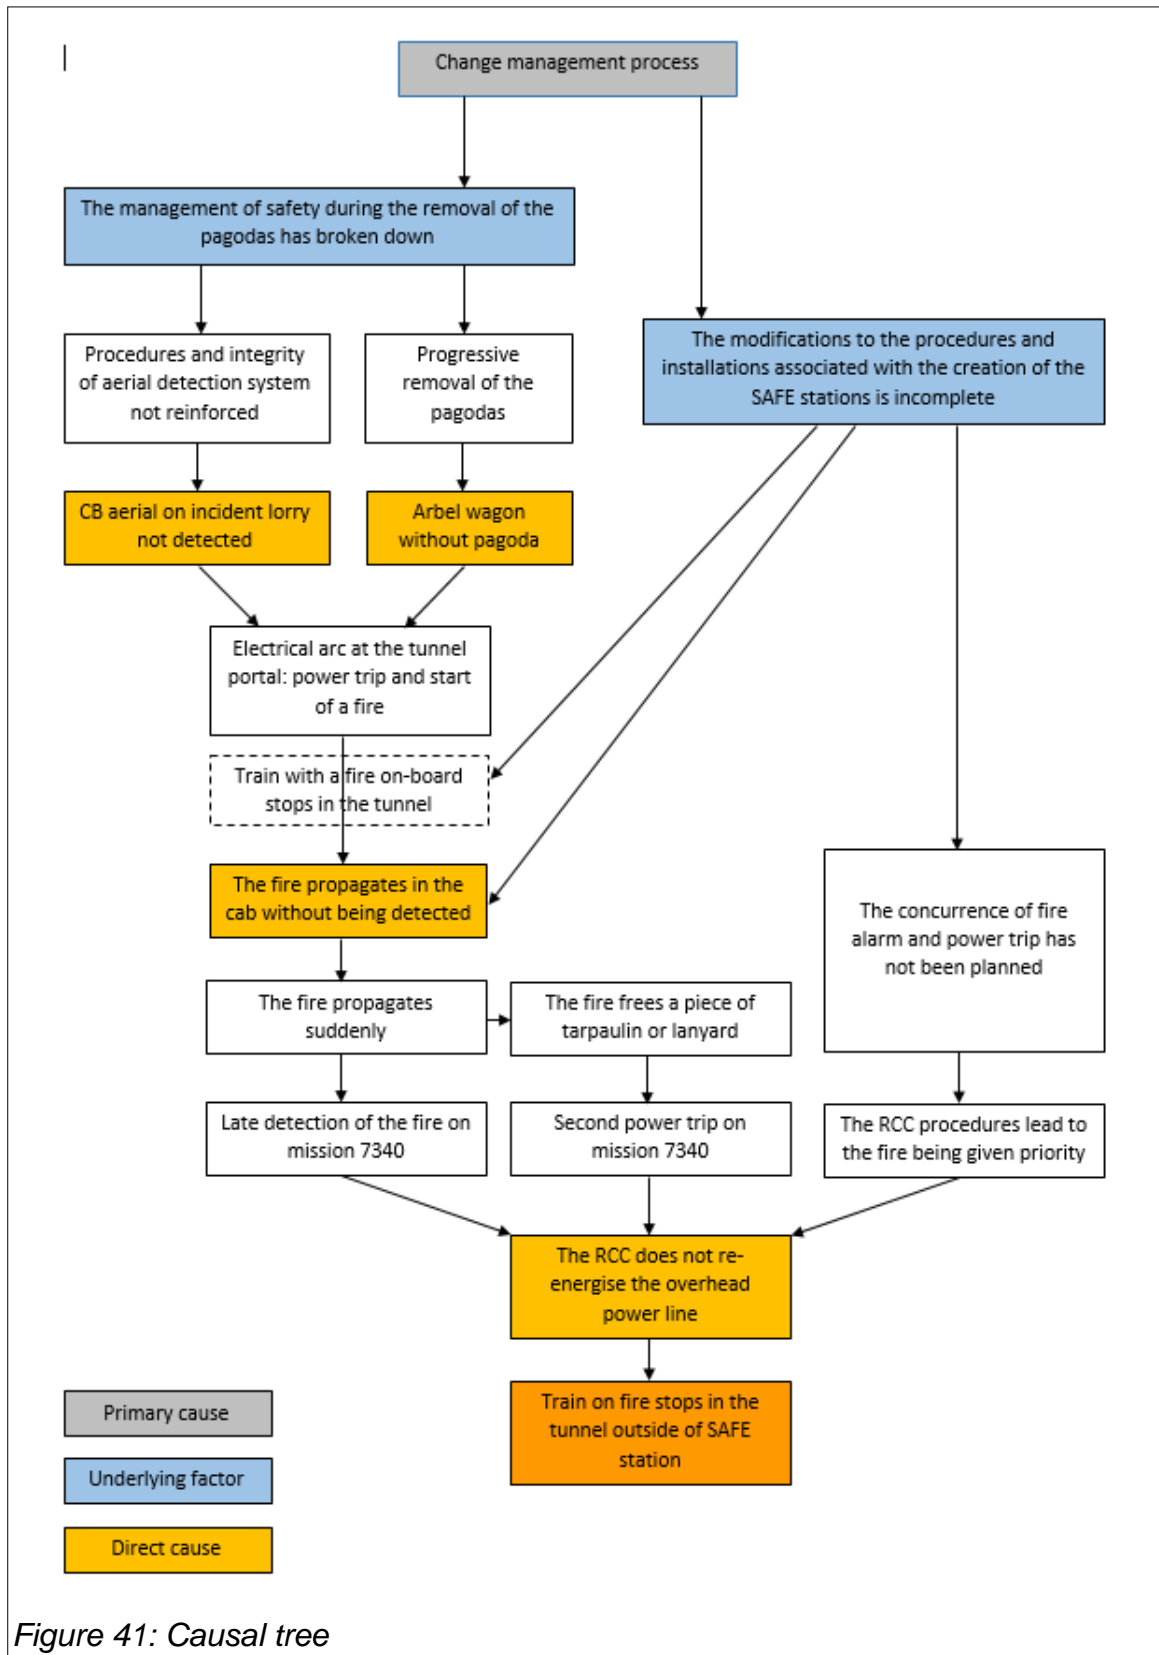 Change management process
The management of safety during the removal of the
pagodas has broken down
Procedures and integrity
of aerial detection system
not reinforced
Progressive
removal of the
pagodas
The modifications to the procedures and
installations associated with the creation of the
SAFE stations is incomplete
CB aerial on incident lorry
not detected
Arbel wagon
without pagoda
Electrical arc at the tunnel
portal: power trip and start
of a fire
Train with a fire on-board
stops in the tunnel
The fire propagates in the
cab without being detected
The concurrence of fire
alarm and power trip has
not been planned
The fire propagates
suddenly
The fire frees a piece of
tarpaulin or lanyard
Late detection of the fire on
mission 7340
Second power trip on
mission 7340
The RCC procedures lead to
the fire being given priority
The RCC does not re-
energise the overhead
power line
Train on fire stops in the
tunnel outside of SAFE
station
Primary cause
Underlying factor
Direct cause
Figure 41: Causal tree